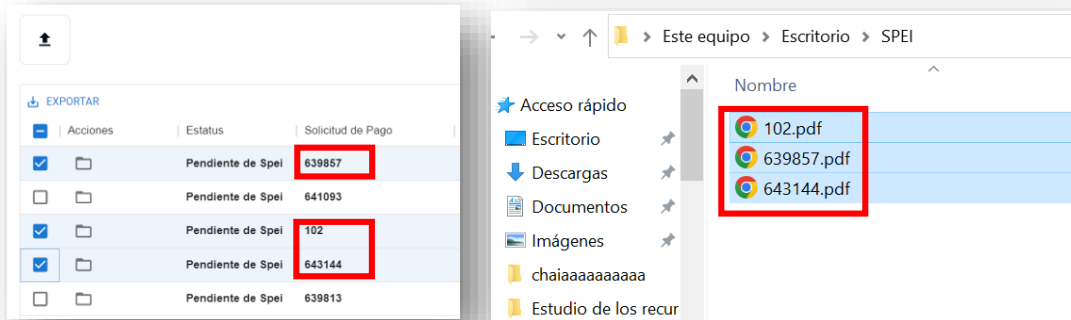 EXPORTAR
Acciones Estatus Solicitud de Pago
Pendiente de Spei 639857
Pendiente de Spei 641093
Pendiente de Spei 102
Pendiente de Spei 643144
Pendiente de Spei 639813
Este equipo Escritorio SPEI
Acceso rápido
Escritorio
Descargas
Documentos
Imágenes
chaiaaaaaaaaa
Estudio de los recur
Nombre
102.pdf
639857.pdf
643144.pdf